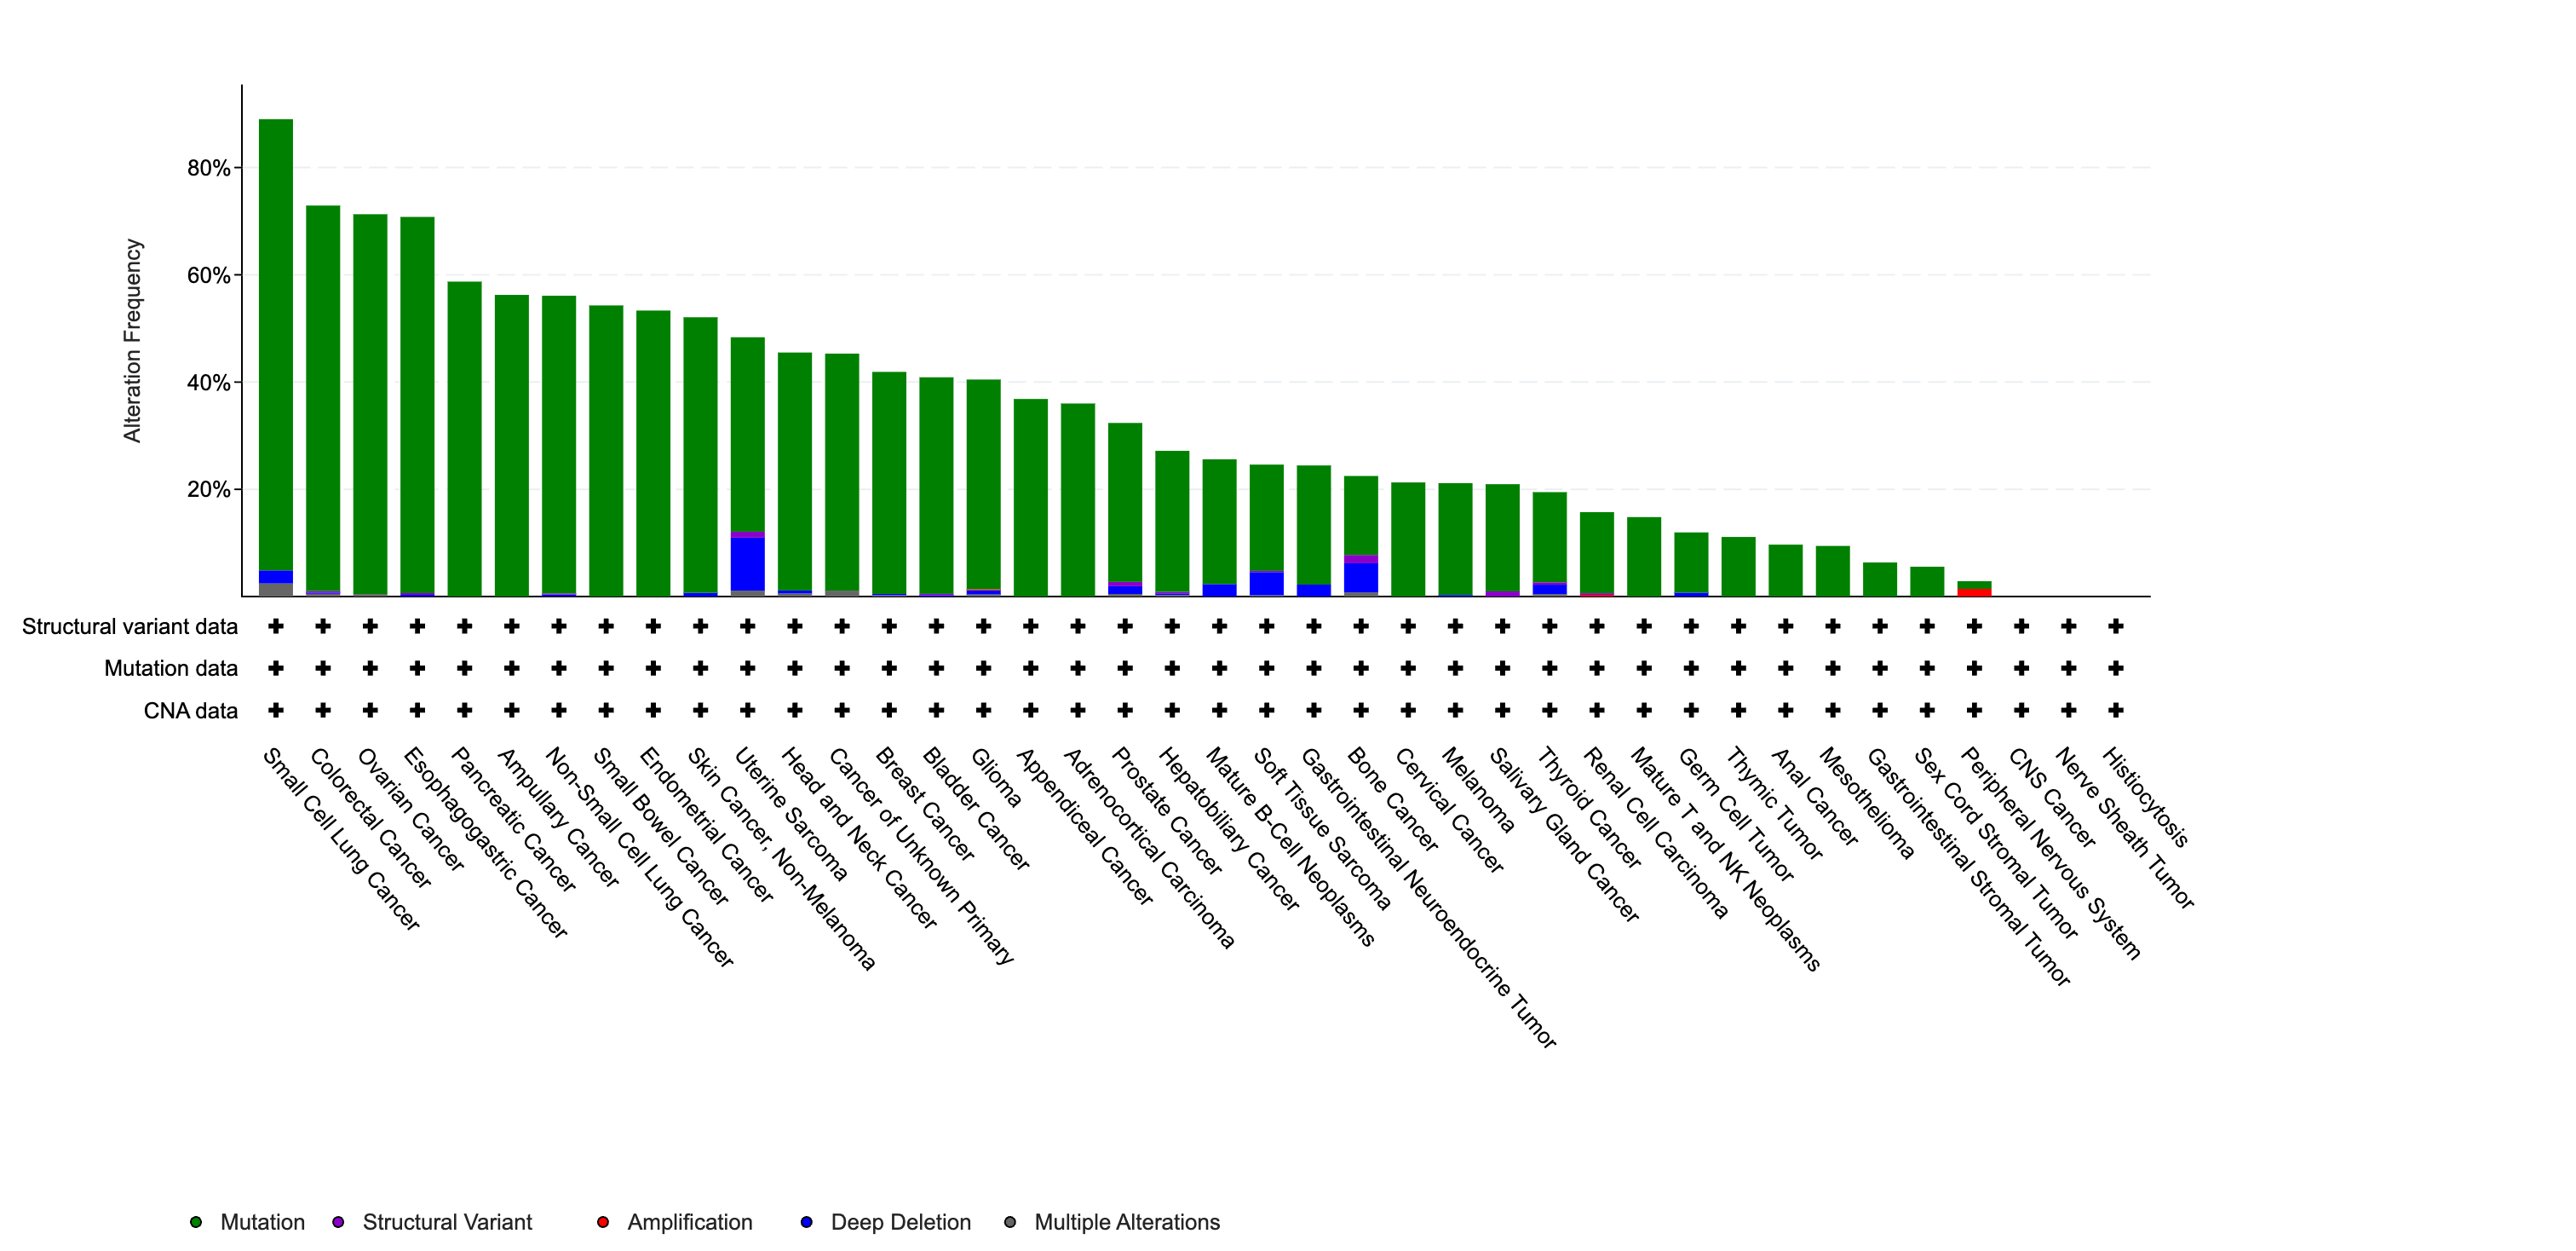 80%
60%
40%
20%
Alteration Frequency
Structural variant data
Mutation data
CNA data
Small Cell Lung Cancer
Colorectal Cancer
Ovarian Cancer
Esophagogastric Cancer
Pancreatic Cancer
Ampullary Cancer
Non-Small Cell Lung Cancer
Small Bowel Cancer
Endometrial Cancer
Skin Cancer, Non-Melanoma
Uterine Sarcoma
Head and Neck Cancer
Cancer of Unknown Primary
Breast Cancer
Bladder Cancer
Glioma
Appendiceal Cancer
Adrenocortical Carcinoma
Prostate Cancer
Hepatobiliary Cancer
Mature B-Cell Neoplasms
Soft Tissue Sarcoma
Gastrointestinal Neuroendocrine Tumor
Bone Cancer
Cervical Cancer
Melanoma
Salivary Gland Cancer
Thyroid Cancer
Renal Cell Carcinoma
Mature T and NK Neoplasms
Germ Cell Tumor
Thymic Tumor
Anal Cancer
Mesothelioma
Gastrointestinal Stromal Tumor
Sex Cord Stromal Tumor
Peripheral Nervous System
CNS Cancer
Nerve Sheath Tumor
Histiocytosis
Mutation
Structural Variant
Amplification
Deep Deletion
Multiple Alterations